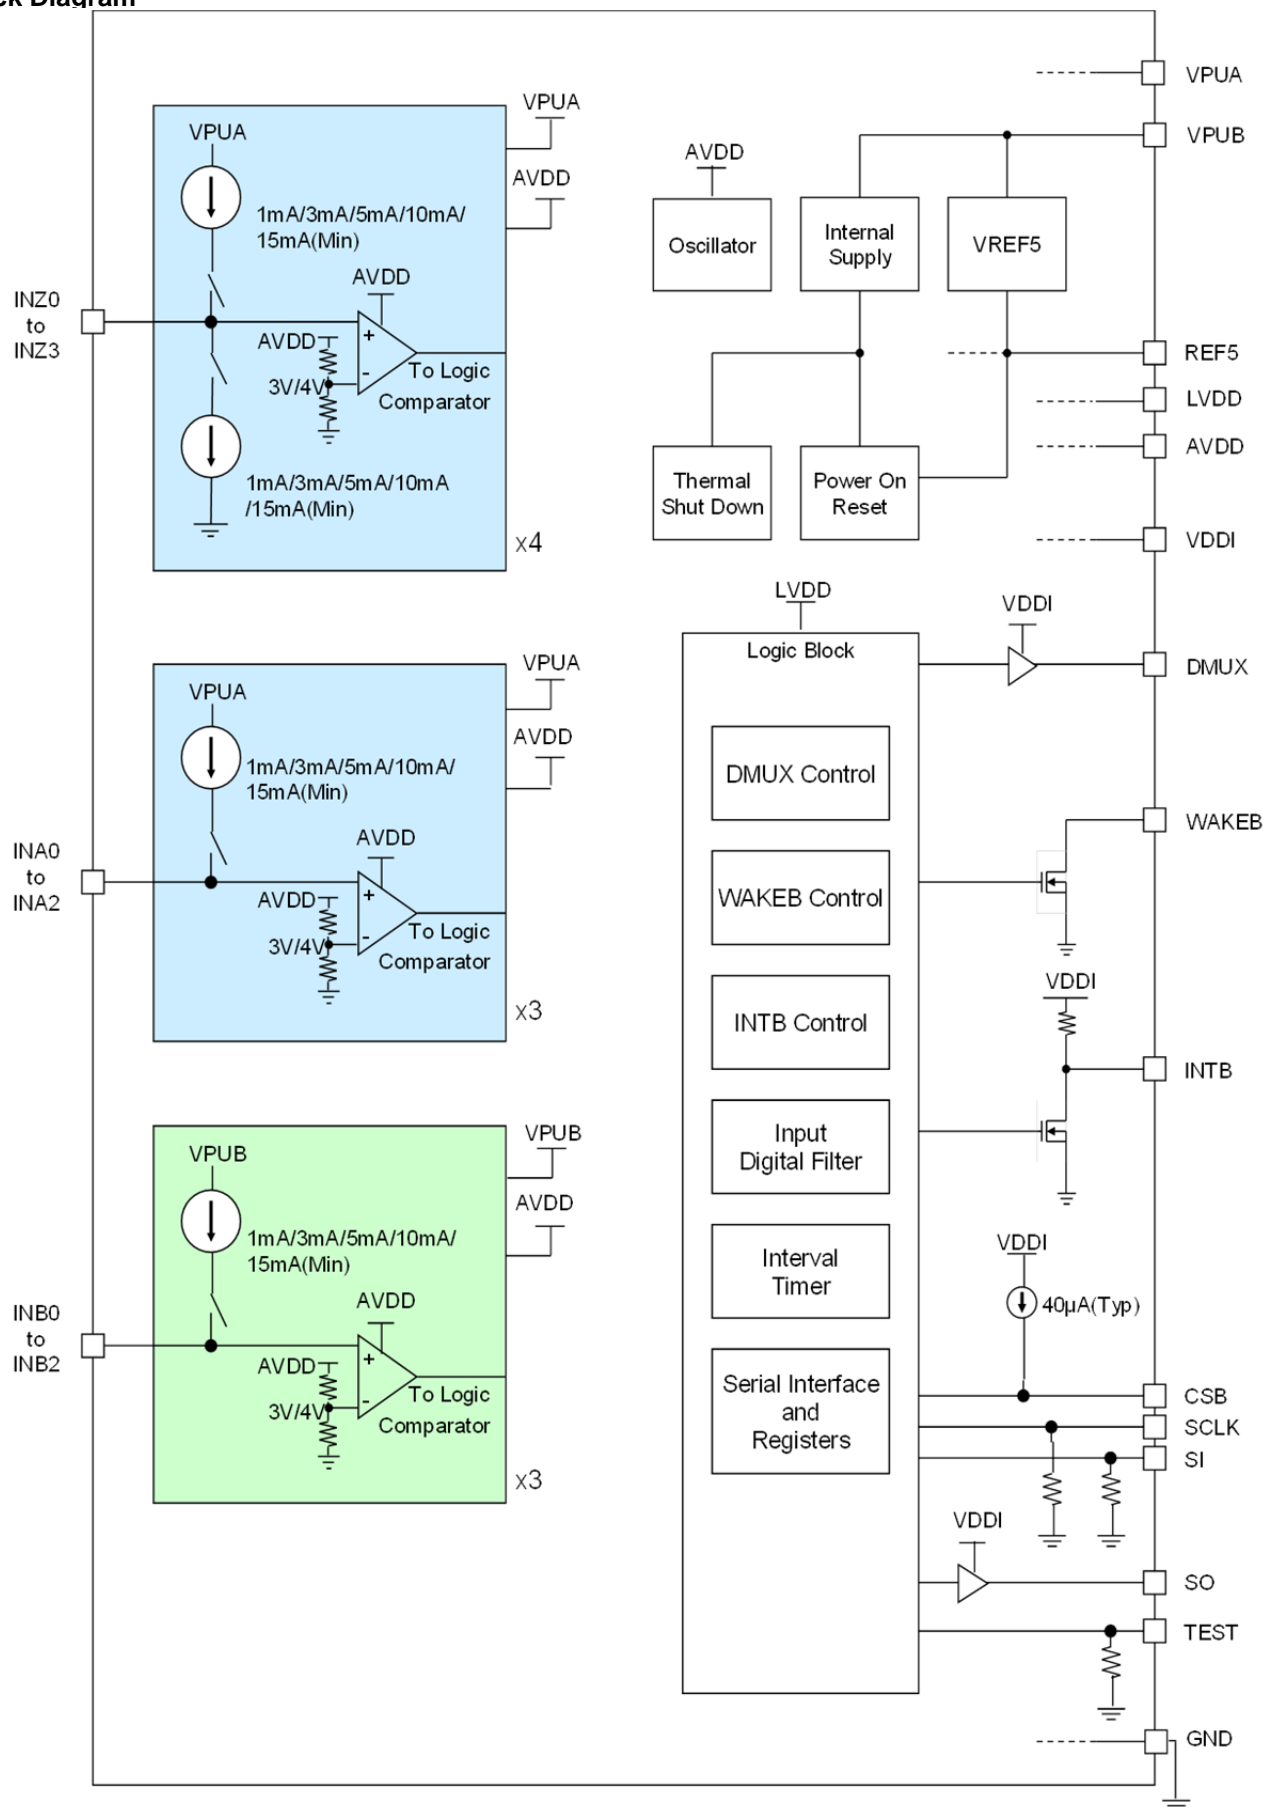 ck Diagram
VPUA
VPUA
1mA/3mA/5mA/10mA/
15mA(Min)
AVDD
AVDD
INZ0
to
INZ3
AVDD
+
-
3V/4V
To Logic
Comparator
1mA/3mA/5mA/10mA
/15mA(Min)
x4
VPUA
VPUA
1mA/3mA/5mA/10mA/
15mA(Min)
AVDD
AVDD
INA0
to
INA2
AVDD
+
-
3V/4V
To Logic
Comparator
x3
VPUB
VPUB
1mA/3mA/5mA/10mA/
15mA(Min)
AVDD
AVDD
INB0
to
INB2
AVDD
+
-
3V/4V
To Logic
Comparator
x3
AVDD
Oscillator
Internal
Supply
VREF5
Thermal
Shut Down
Power On
Reset
LVDD
Logic Block
DMUX Control
WAKEB Control
INTB Control
Input
Digital Filter
Interval
Timer
Serial Interface
and
Registers
VPUA
VPUB
REF5
LVDD
AVDD
VDDI
VDDI
DMUX
WAKEB
VDDI
INTB
VDDI
40µA(Typ)
CSB
SCLK
SI
VDDI
SO
TEST
GND